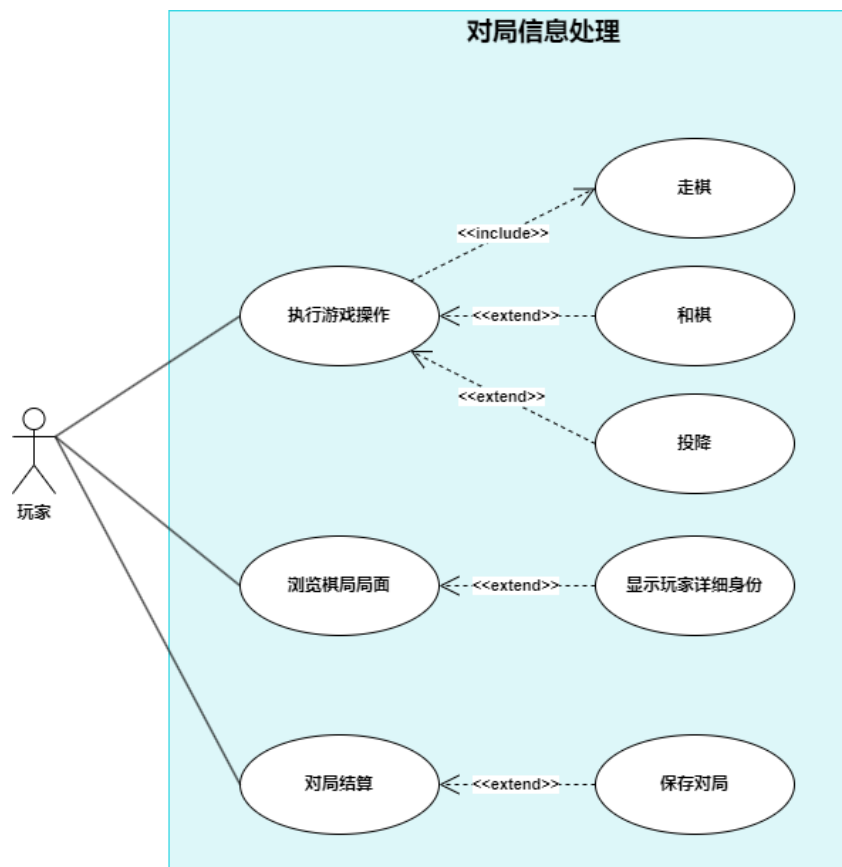 对局信息处理
走棋
<<include>>
执行游戏操作
<<extend>>
和棋
<<extend>>
投降
玩家
浏览棋局局面
<<extend>>
显示玩家详细身份
对局结算
<<extend>>
保存对局